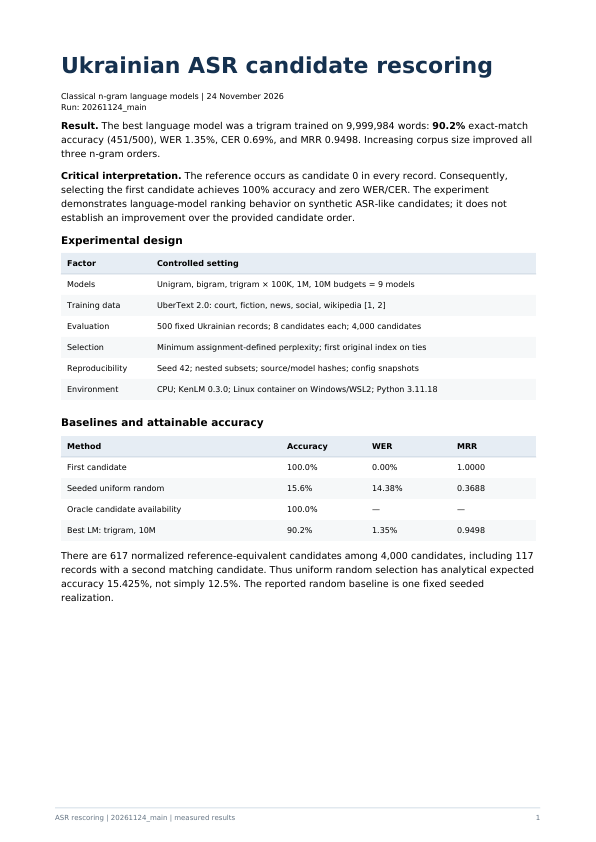 Ukrainian ASR candidate rescoring
Classical n-gram language models | 24 November 2026
Run: 20261124_main
Result. The best language model was a trigram trained on 9,999,984 words: 90.2% exact-match
accuracy (451/500), WER 1.35%, CER 0.69%, and MRR 0.9498. Increasing corpus size improved all
three n-gram orders.
Critical interpretation. The reference occurs as candidate 0 in every record. Consequently,
selecting the first candidate achieves 100% accuracy and zero WER/CER. The experiment
demonstrates language-model ranking behavior on synthetic ASR-like candidates; it does not
establish an improvement over the provided candidate order.
Experimental design
Factor Controlled setting
Models Unigram, bigram, trigram × 100K, 1M, 10M budgets = 9 models
Training data UberText 2.0: court, fiction, news, social, wikipedia [1, 2]
Evaluation 500 fixed Ukrainian records; 8 candidates each; 4,000 candidates
Selection Minimum assignment-defined perplexity; first original index on ties
Reproducibility Seed 42; nested subsets; source/model hashes; config snapshots
Environment CPU; KenLM 0.3.0; Linux container on Windows/WSL2; Python 3.11.18
Baselines and attainable accuracy
Method Accuracy WER MRR
First candidate 100.0% 0.00% 1.0000
Seeded uniform random 15.6% 14.38% 0.3688
Oracle candidate availability 100.0% — —
Best LM: trigram, 10M 90.2% 1.35% 0.9498
There are 617 normalized reference-equivalent candidates among 4,000 candidates, including 117
records with a second matching candidate. Thus uniform random selection has analytical expected
accuracy 15.425%, not simply 12.5%. The reported random baseline is one fixed seeded
realization.
ASR rescoring | 20261124_main | measured results 1